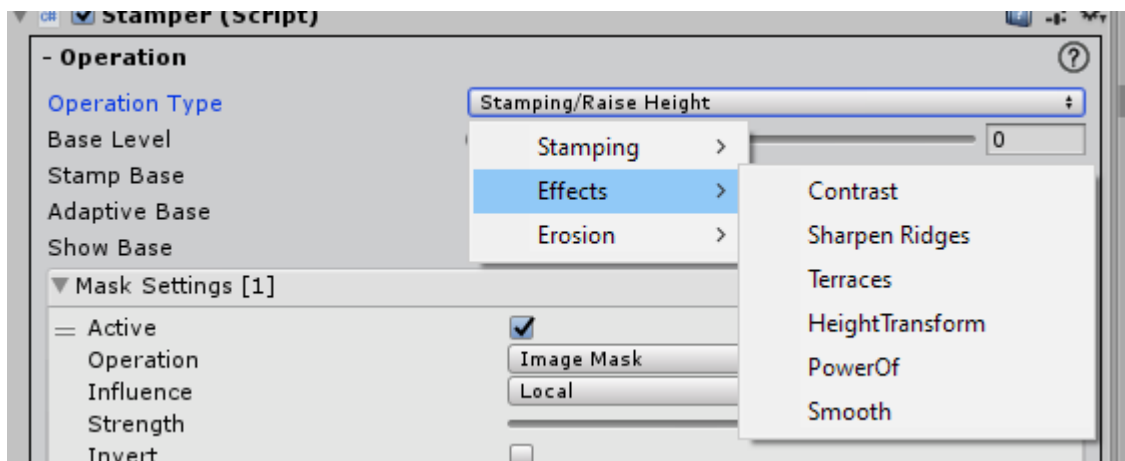 Stamper (Script)
- Operation
Operation Type
Stamping/Raise Height
Base Level
0
Stamp Base
Adaptive Base
Show Base
Stamping >
Effects >
Erosion >
Contrast
Sharpen Ridges
Terraces
HeightTransform
PowerOf
Smooth
Mask Settings [1]
Active
Operation
Image Mask
Influence
Local
Strength
Invert